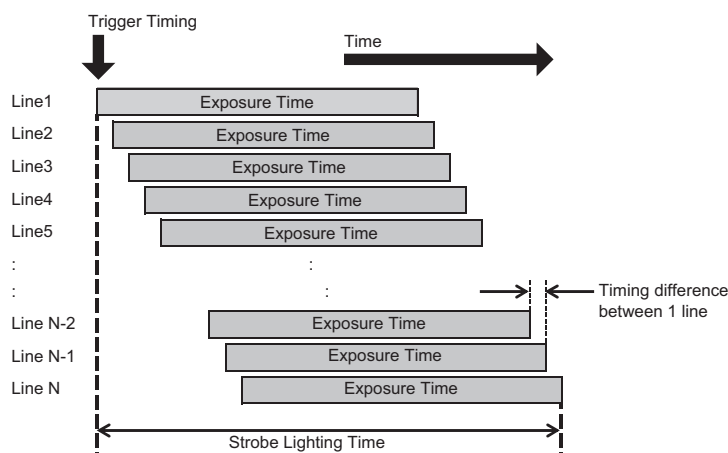 Trigger Timing
Time
Line1 Exposure Time
Line2 Exposure Time
Line3 Exposure Time
Line4 Exposure Time
Line5 Exposure Time
: :
: :
Timing difference
between 1 line
Line N-2 Exposure Time
Line N-1 Exposure Time
Line N Exposure Time
Strobe Lighting Time